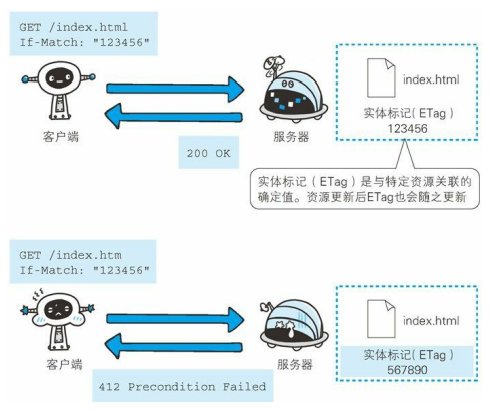 GET /index.html
If-Match: "123456"
index.html
实体标记(ETag)
123456
客户端
服务器
200 OK
实体标记(ETag)是与特定资源关联的
确定值。资源更新后ETag也会随之更新
GET /index.htm
If-Match: "123456"
index.html
实体标记(ETag)
567890
客户端
服务器
412 Precondition Failed